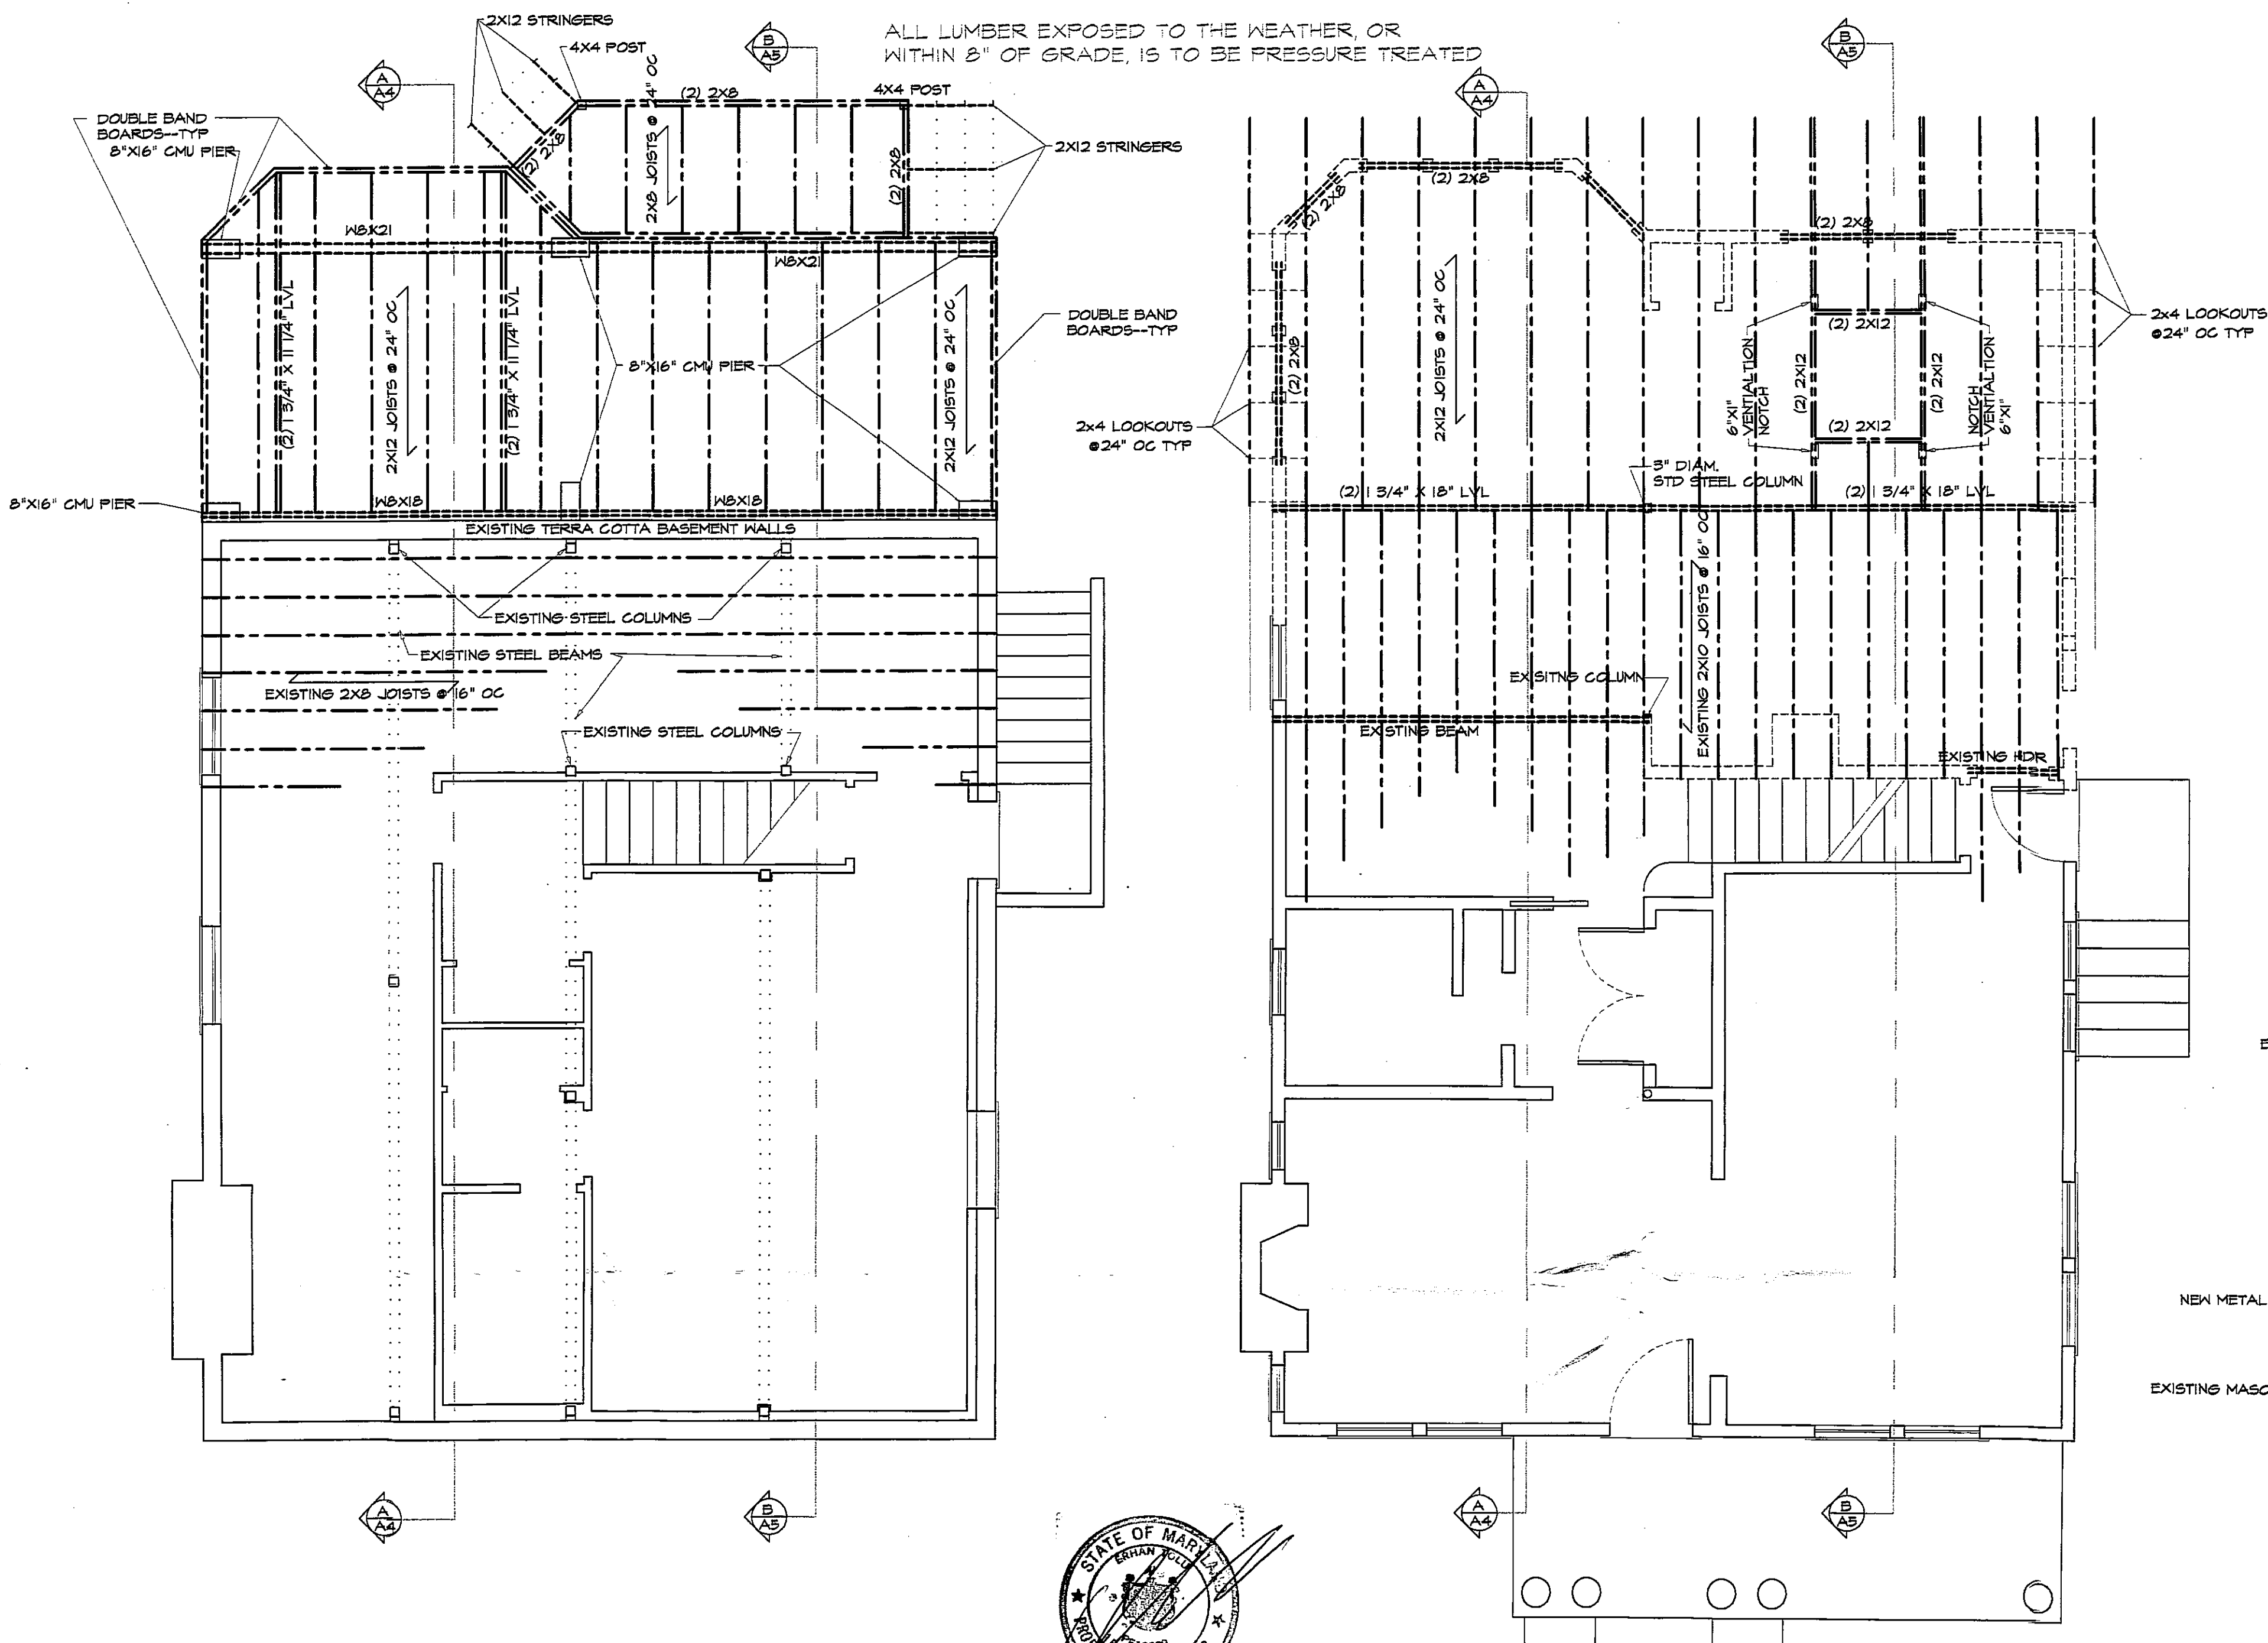 ALL LUMBER EXPOSED TO THE WEATHER, OR
WITHIN 8" OF GRADE, IS TO BE PRESSURE TREATED
2X12 STRINGERS
4X4 POST
B
A5
A
A4
(2) 2X8
4X4 POST
DOUBLE BAND
BOARDS--TYP
8"X16" CMU PIER
(2) 2X8
2X8 JOISTS @ 24" OC
(2) 2X8
2X12 STRINGERS
W8X21
W8X21
(2) 1 3/4" X 11 1/4" LVL
2X12 JOISTS @ 24" OC
(2) 1 3/4" X 11 1/4" LVL
2X12 JOISTS @ 24" OC
DOUBLE BAND
BOARDS--TYP
8"X16" CMU PIER
8"X16" CMU PIER
W8X18
W8X18
EXISTING TERRA COTTA BASEMENT WALLS
EXISTING STEEL COLUMNS
EXISTING STEEL BEAMS
EXISTING 2X8 JOISTS @ 16" OC
EXISTING STEEL COLUMNS
A
A4
B
A5
B
A5
A
A4
(2) 2X8
(2) 2X8
(2) 2X8
(2) 2X8
2X12 JOISTS @ 24" OC
2x4 LOOKOUTS
@24" OC TYP
2x4 LOOKOUTS
@24" OC TYP
(2) 2X12
6"X1"
VENTIALTION
NOTCH
(2) 2X12
(2) 2X12
NOTCH
VENTIALTION
6"X1"
(2) 2X12
3" DIAM.
STD STEEL COLUMN
(2) 1 3/4" X 18" LVL
(2) 1 3/4" X 18" LVL
EXISITNG COLUMN
EXISTING 2X10 JOISTS @ 16" OC
EXISTING BEAM
EXISTING HDR
NEW METAL
EXISTING MASO
A
A4
B
A5
STATE OF MARYLAND
ERHAN